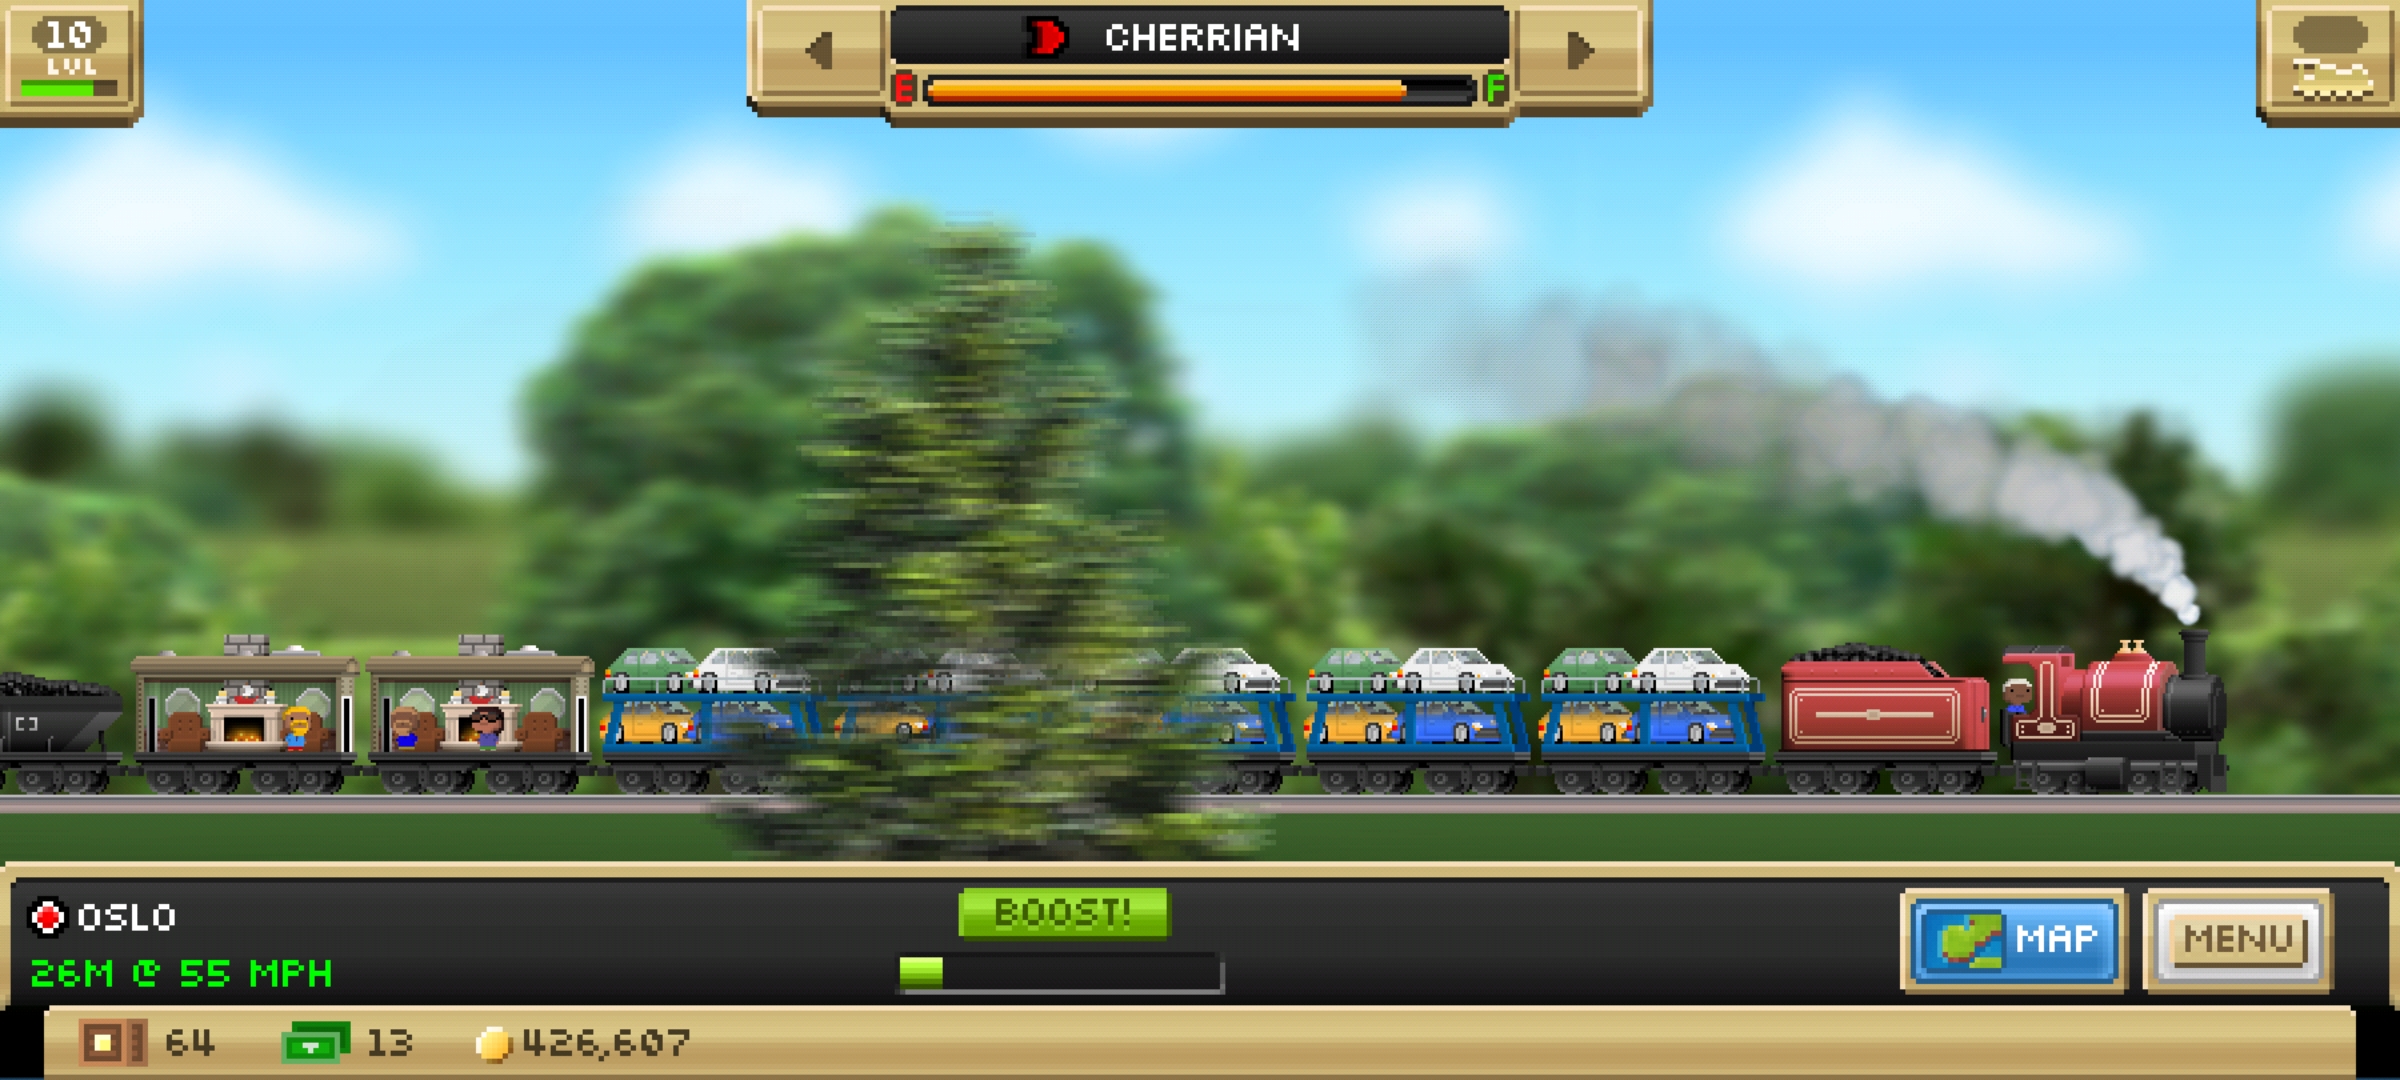 10
LVL
CHERRIAN
E F
OSLO
26M @ 55 MPH
BOOST!
MAP
MENU
64 13 426,607